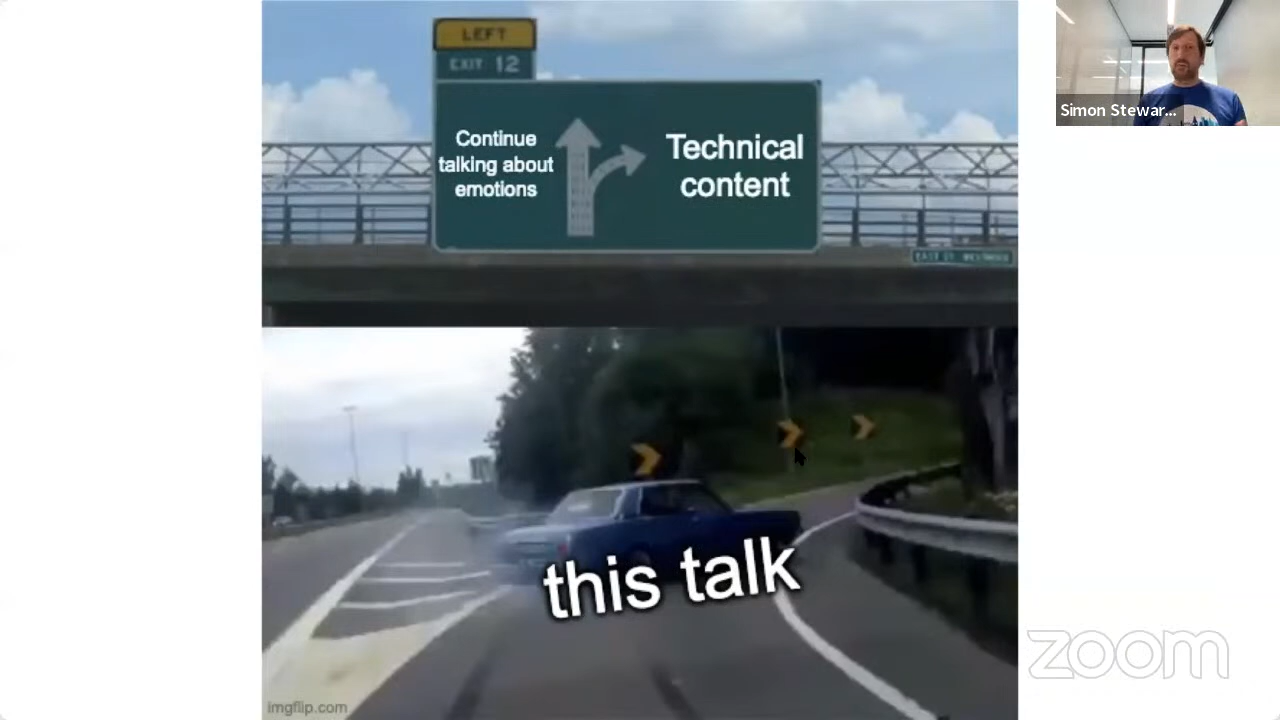 LEFT
EXIT 12
Continue
talking about
emotions
Technical
content
Simon Stewar...
this talk
zoom
imgflip.com